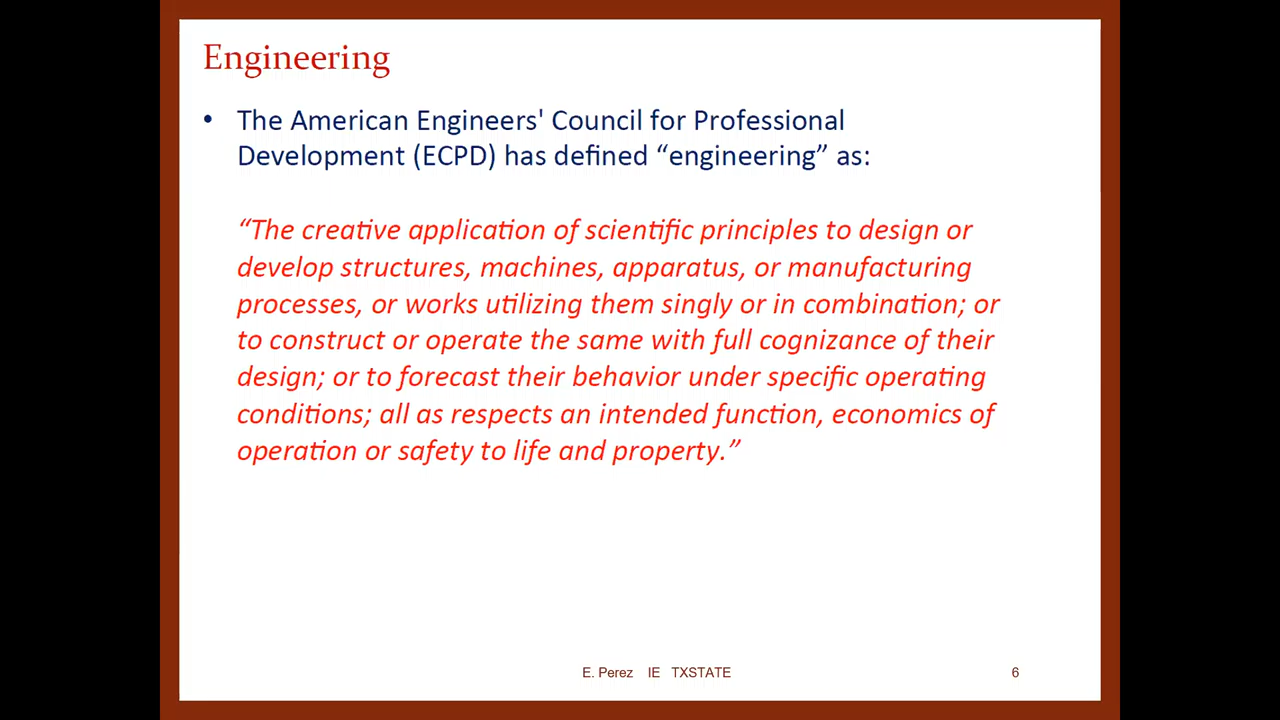 Engineering
• The American Engineers' Council for Professional
Development (ECPD) has defined “engineering” as:
“The creative application of scientific principles to design or
develop structures, machines, apparatus, or manufacturing
processes, or works utilizing them singly or in combination; or
to construct or operate the same with full cognizance of their
design; or to forecast their behavior under specific operating
conditions; all as respects an intended function, economics of
operation or safety to life and property.”
E. Perez IE TXSTATE
6